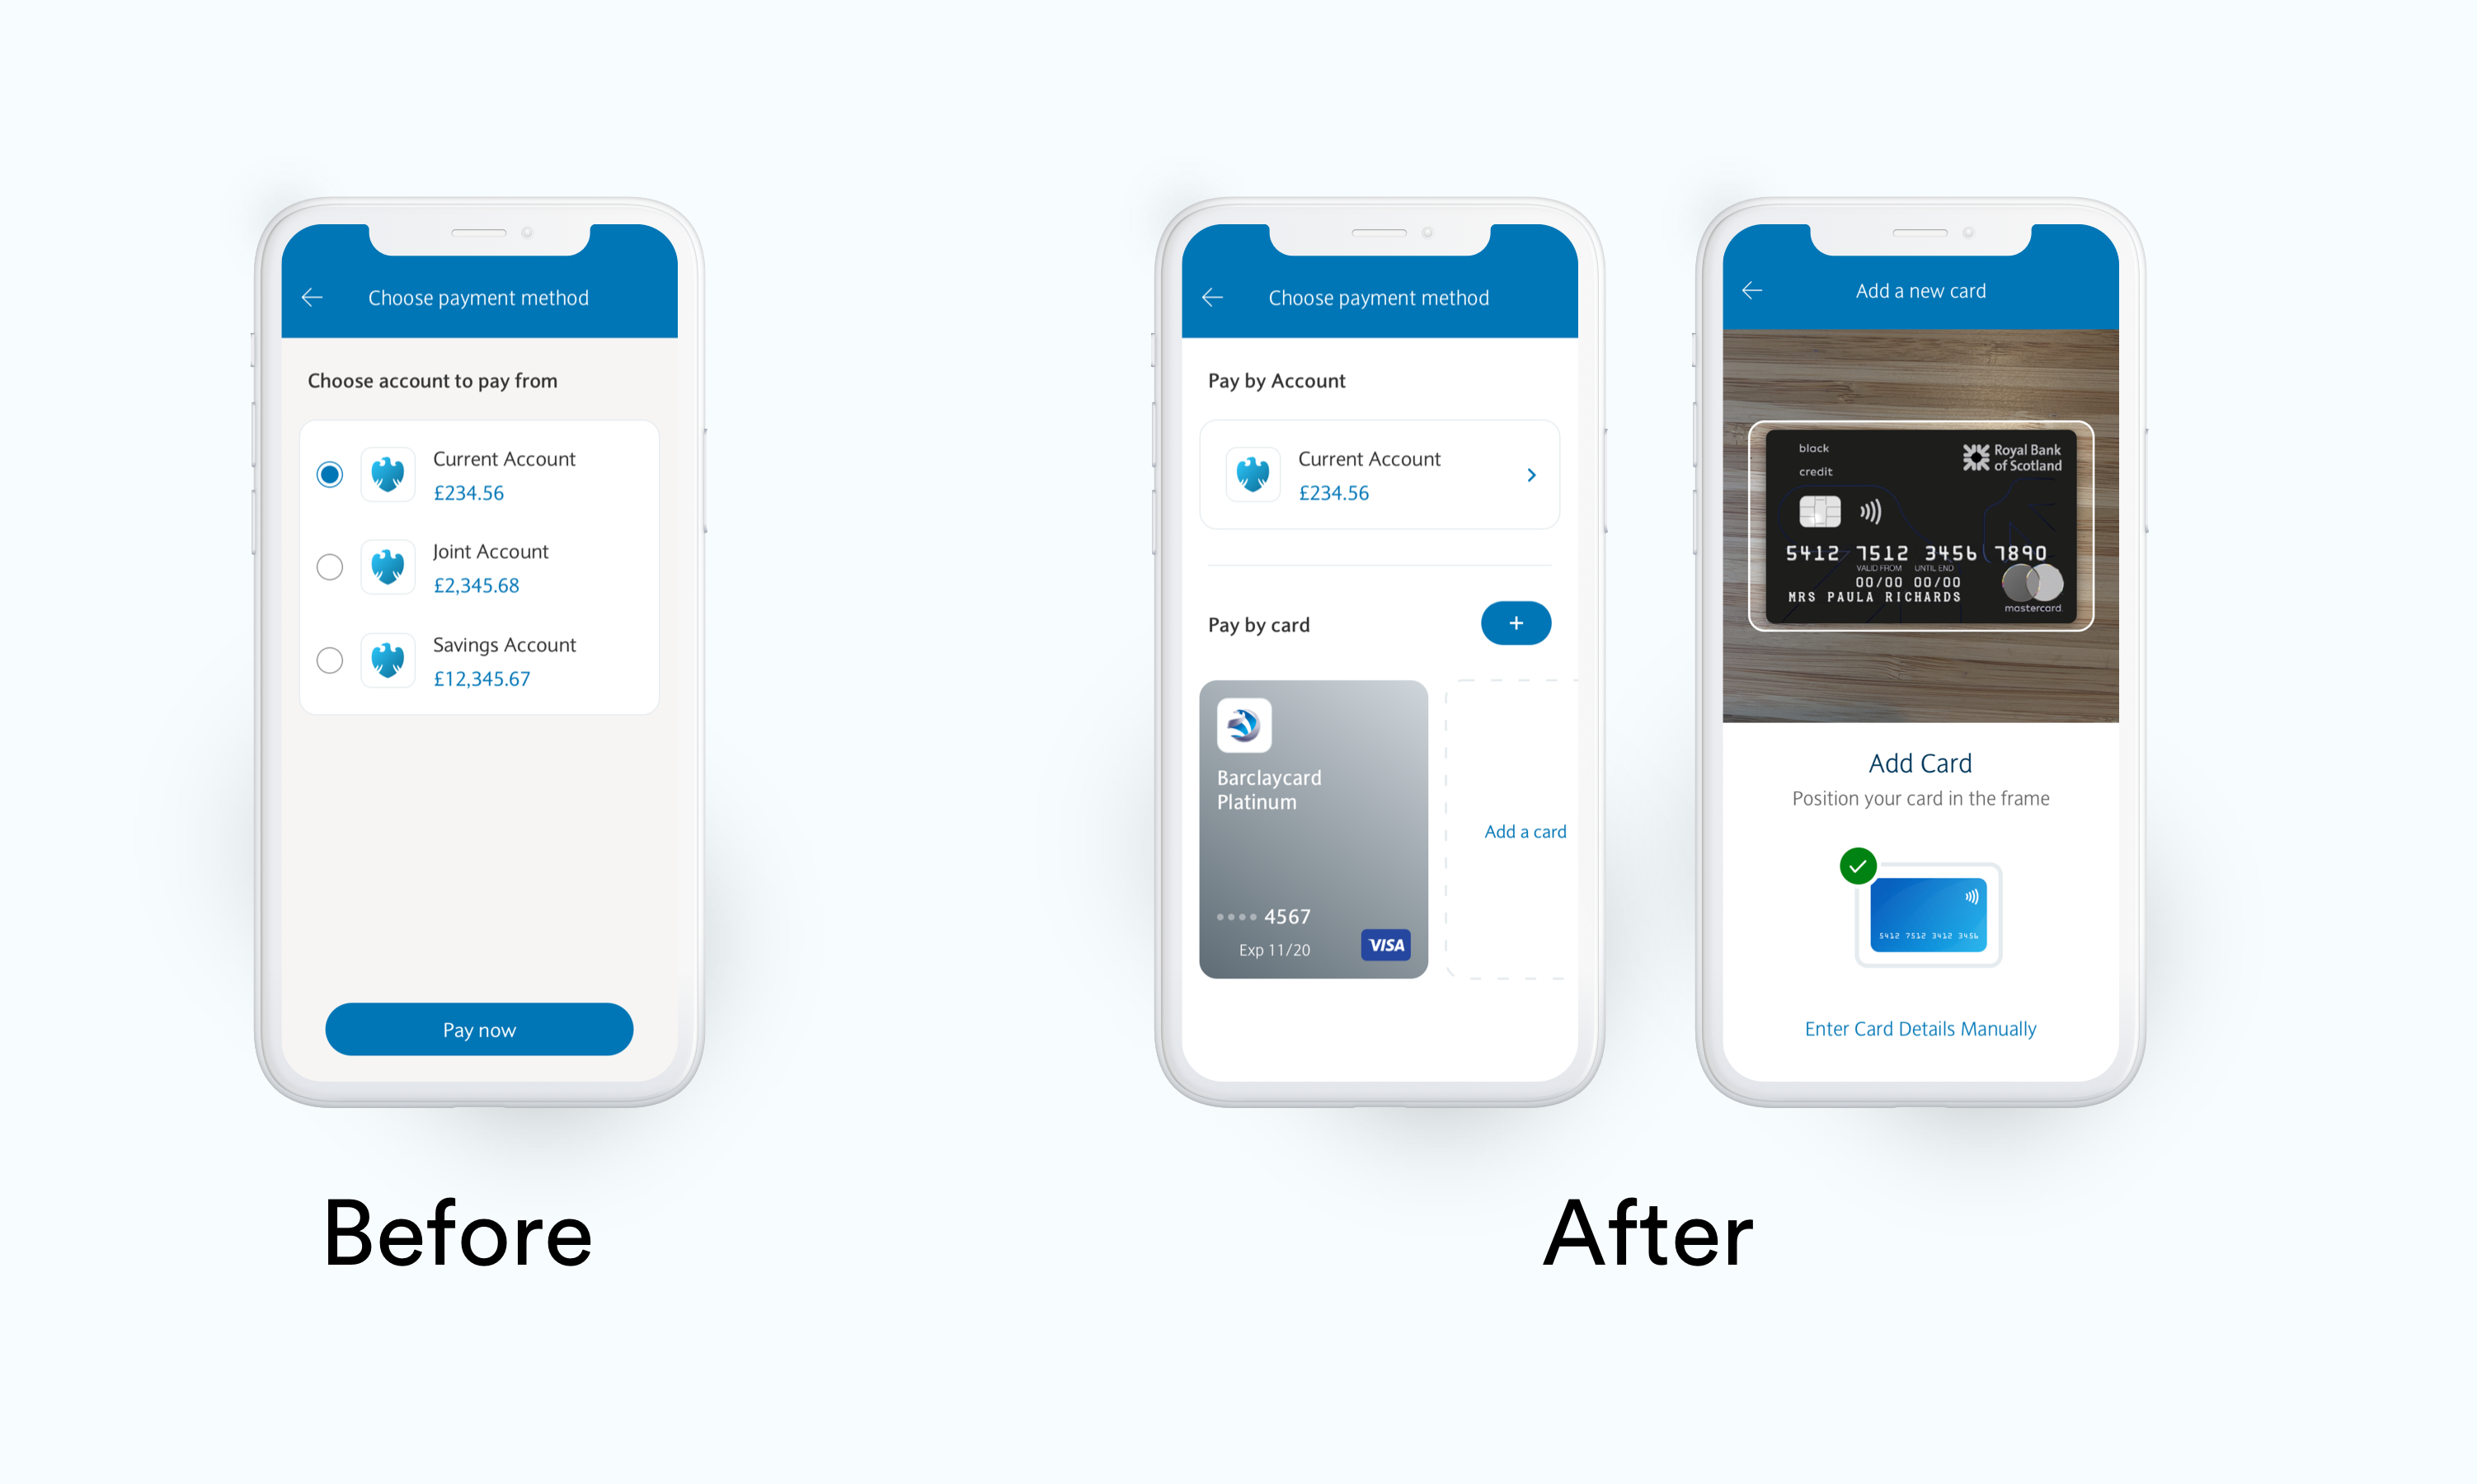 Choose payment method
Choose account to pay from
Current Account
£234.56
Joint Account
£2,345.68
Savings Account
£12,345.67
Pay now
Before
Choose payment method
Pay by Account
Current Account
£234.56
Pay by card
+
Barclaycard
Platinum
Add a card
•••• 4567
Exp 11/20
VISA
Add a new card
black
credit
Royal Bank
of Scotland
5412 7512 3456 7890
VALID FROM UNTIL END
00/00 00/00
MRS PAULA RICHARDS
mastercard
Add Card
Position your card in the frame
5412 7512 3412 3456
Enter Card Details Manually
After